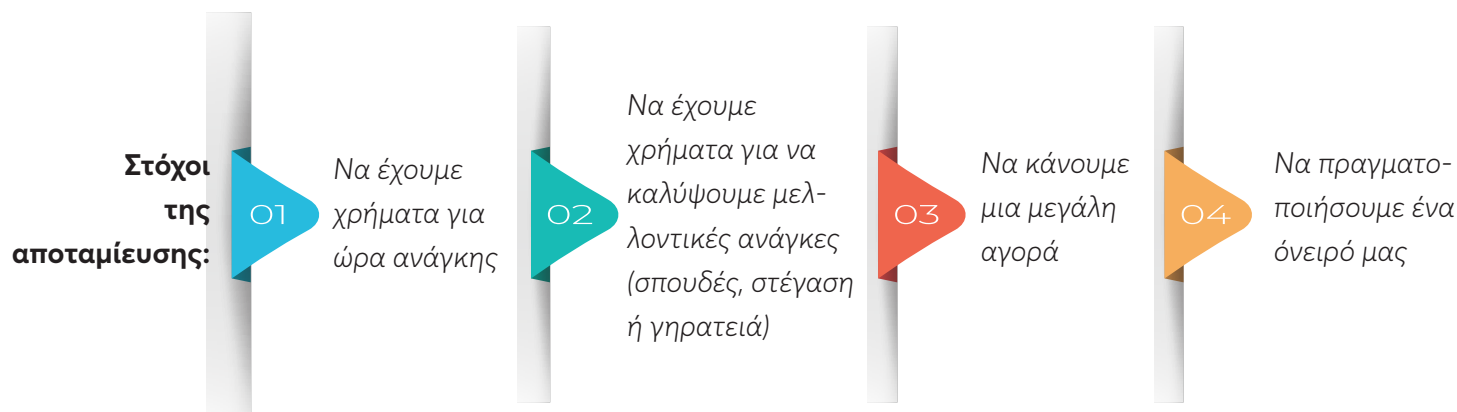 Στόχοι
της
αποταμίευσης:
01
Να έχουμε
χρήματα για
ώρα ανάγκης
02
Να έχουμε
χρήματα για να
καλύψουμε μελ-
λοντικές ανάγκες
(σπουδές, στέγαση
ή γηρατειά)
03
Να κάνουμε
μια μεγάλη
αγορά
04
Να πραγματο-
ποιήσουμε ένα
όνειρό μας